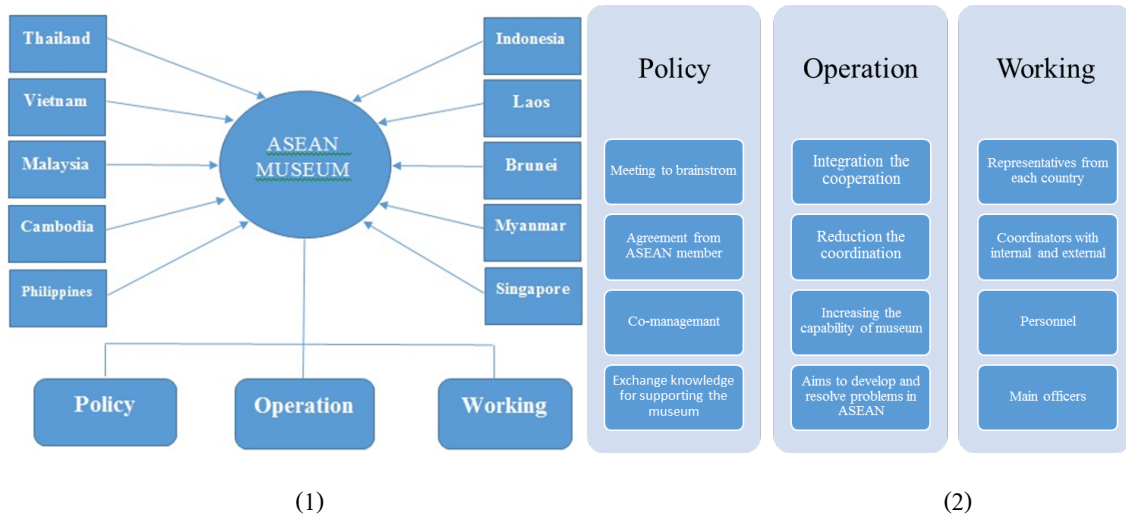 Thailand
Vietnam
Malaysia
Cambodia
Philippines
ASEAN
MUSEUM
Indonesia
Laos
Brunei
Myanmar
Singapore
Policy
Operation
Working
(1)
Policy
Meeting to brainstrom
Agreement from
ASEAN member
Co-managemant
Exchange knowledge
for supporting the
museum
Operation
Integration the
cooperation
Reduction the
coordination
Increasing the
capability of museum
Aims to develop and
resolve problems in
ASEAN
Working
Representatives from
each country
Coordinators with
internal and external
Personnel
Main officers
(2)